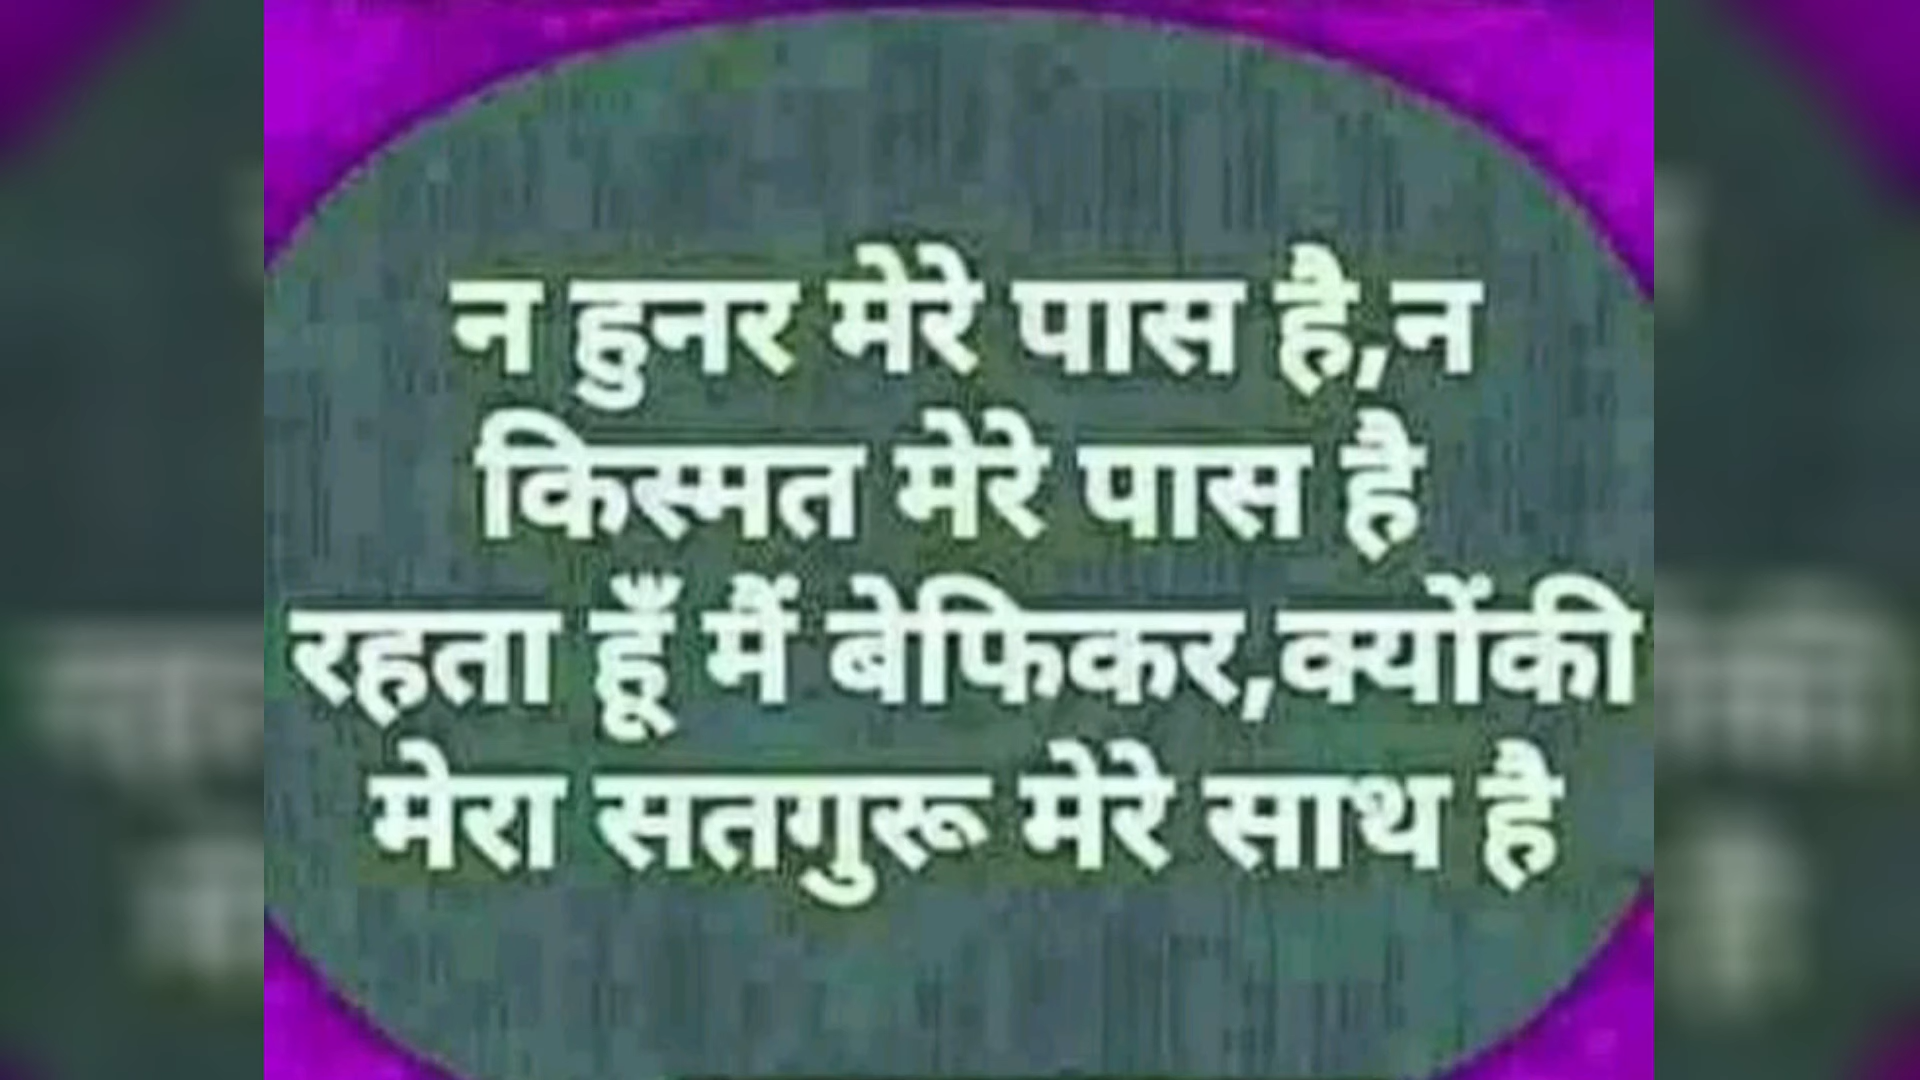 न हुनर मेरे पास है,न
किस्मत मेरे पास है
रहता हूँ मैं बेफिकर,क्योंकी
मेरा सतगुरू मेरे साथ है